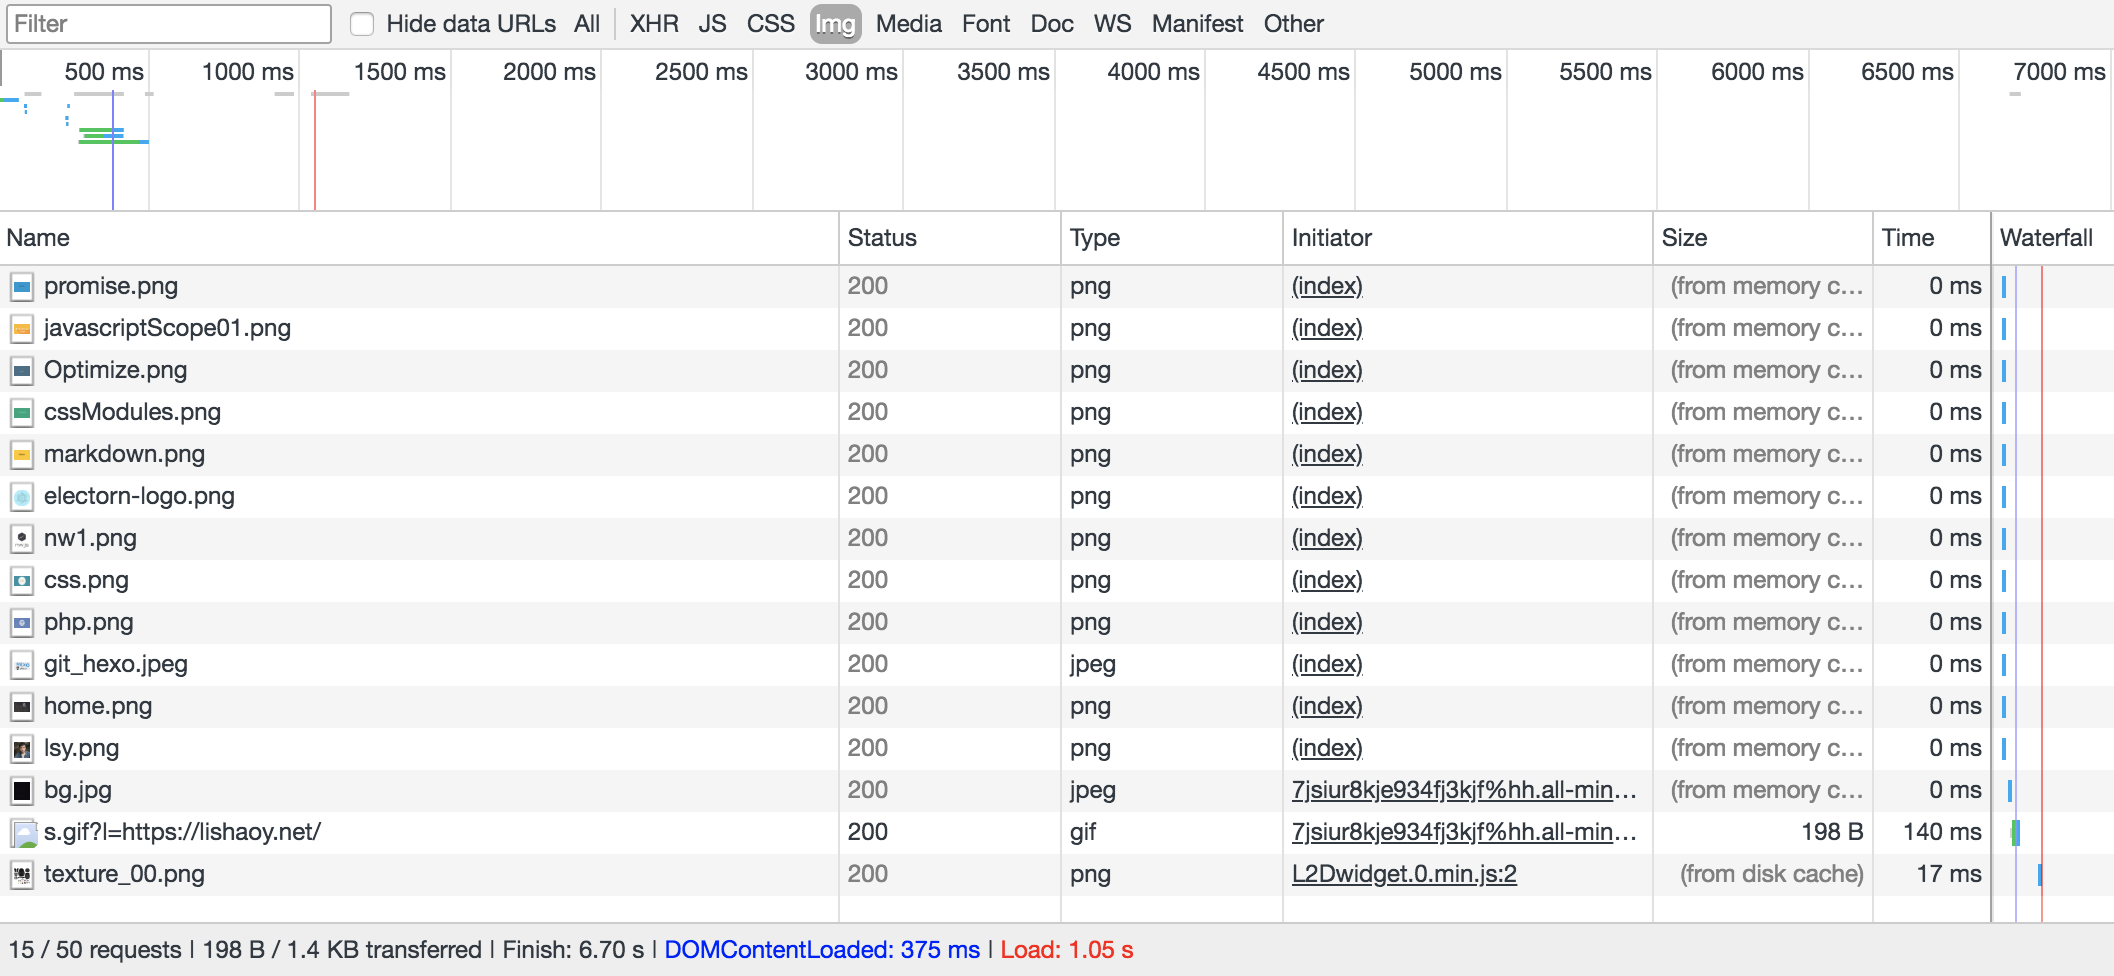 Filter Hide data URLs All XHR JS CSS Img Media Font Doc WS Manifest Other
500 ms 1000 ms 1500 ms 2000 ms 2500 ms 3000 ms 3500 ms 4000 ms 4500 ms 5000 ms 5500 ms 6000 ms 6500 ms 7000 ms
Name Status Type Initiator Size Time Waterfall
promise.png 200 png (index) (from memory c… 0 ms
javascriptScope01.png 200 png (index) (from memory c… 0 ms
Optimize.png 200 png (index) (from memory c… 0 ms
cssModules.png 200 png (index) (from memory c… 0 ms
markdown.png 200 png (index) (from memory c… 0 ms
electorn-logo.png 200 png (index) (from memory c… 0 ms
nw1.png 200 png (index) (from memory c… 0 ms
css.png 200 png (index) (from memory c… 0 ms
php.png 200 png (index) (from memory c… 0 ms
git_hexo.jpeg 200 jpeg (index) (from memory c… 0 ms
home.png 200 png (index) (from memory c… 0 ms
lsy.png 200 png (index) (from memory c… 0 ms
bg.jpg 200 jpeg 7jsiur8kje934fj3kjf%hh.all-min… (from memory c… 0 ms
s.gif?l=https://lishaoy.net/ 200 gif 7jsiur8kje934fj3kjf%hh.all-min… 198 B 140 ms
texture_00.png 200 png L2Dwidget.0.min.js:2 (from disk cache) 17 ms
15 / 50 requests | 198 B / 1.4 KB transferred | Finish: 6.70 s | DOMContentLoaded: 375 ms | Load: 1.05 s